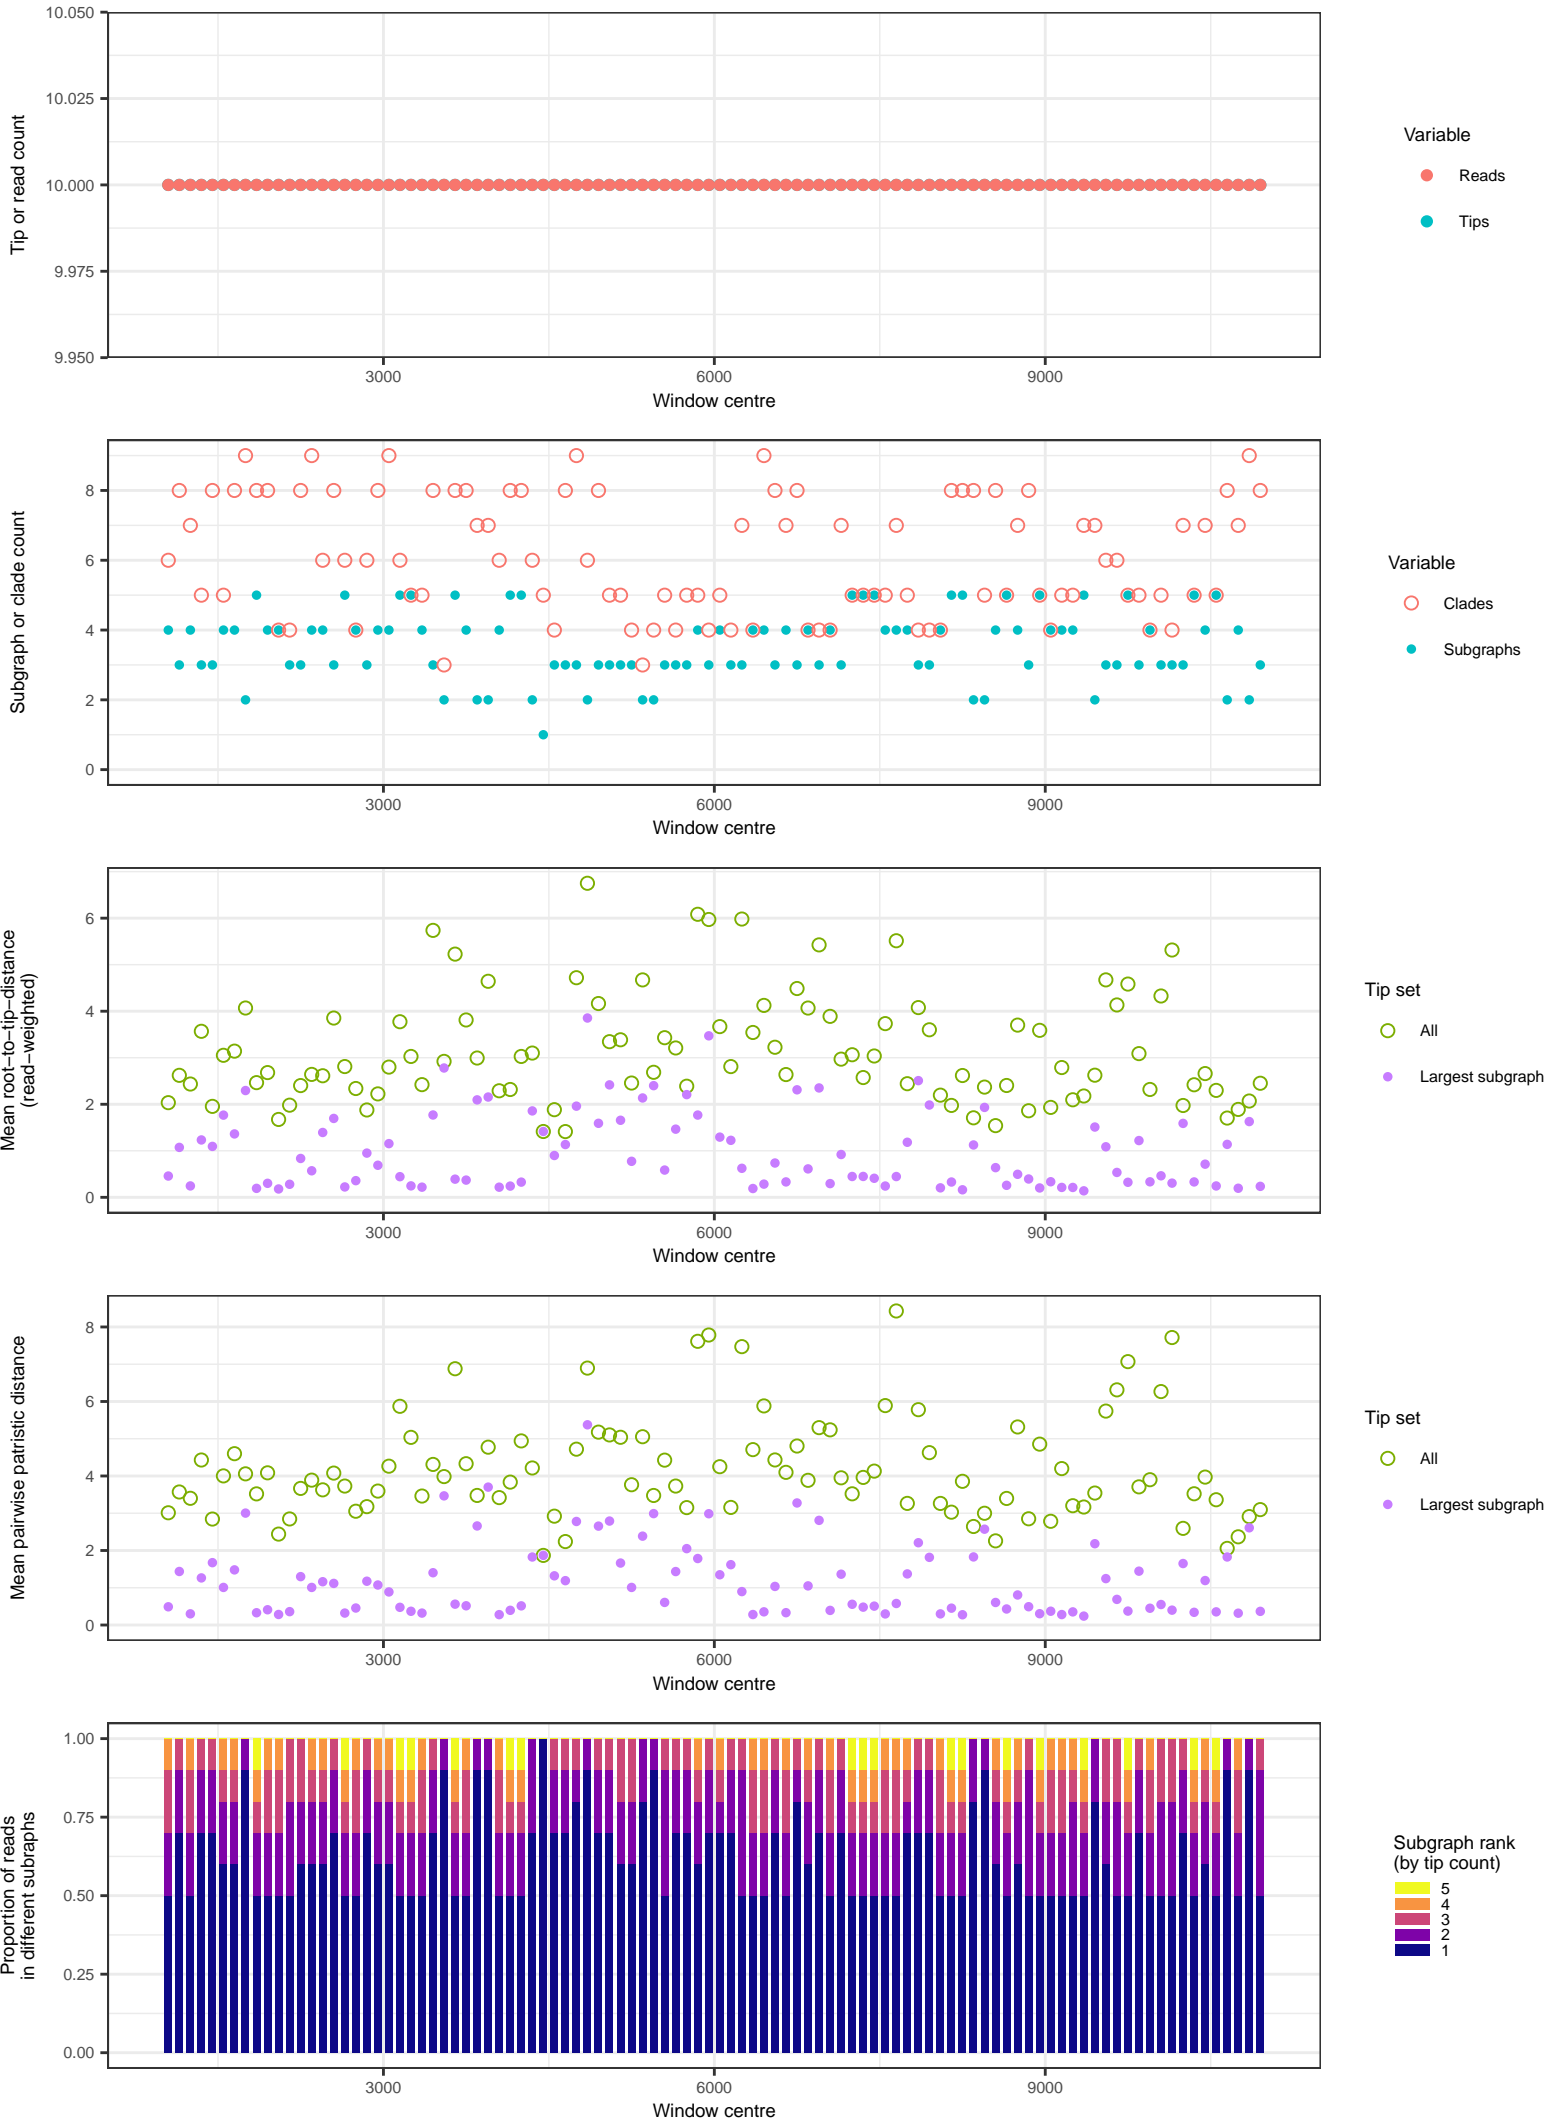 10.050
10.025
10.000
9.975
9.950
Tip or read count
3000
6000
9000
Window centre
Variable
Reads
Tips
8
6
4
2
0
Subgraph or clade count
3000
6000
9000
Window centre
Variable
Clades
Subgraphs
6
4
2
0
Mean root−to−tip−distance
(read−weighted)
3000
6000
9000
Window centre
Tip set
All
Largest subgraph
8
6
4
2
0
Mean pairwise patristic distance
3000
6000
9000
Window centre
Tip set
All
Largest subgraph
1.00
0.75
0.50
0.25
0.00
Proportion of reads
in different subraphs
3000
6000
9000
Window centre
Subgraph rank
(by tip count)
5
4
3
2
1